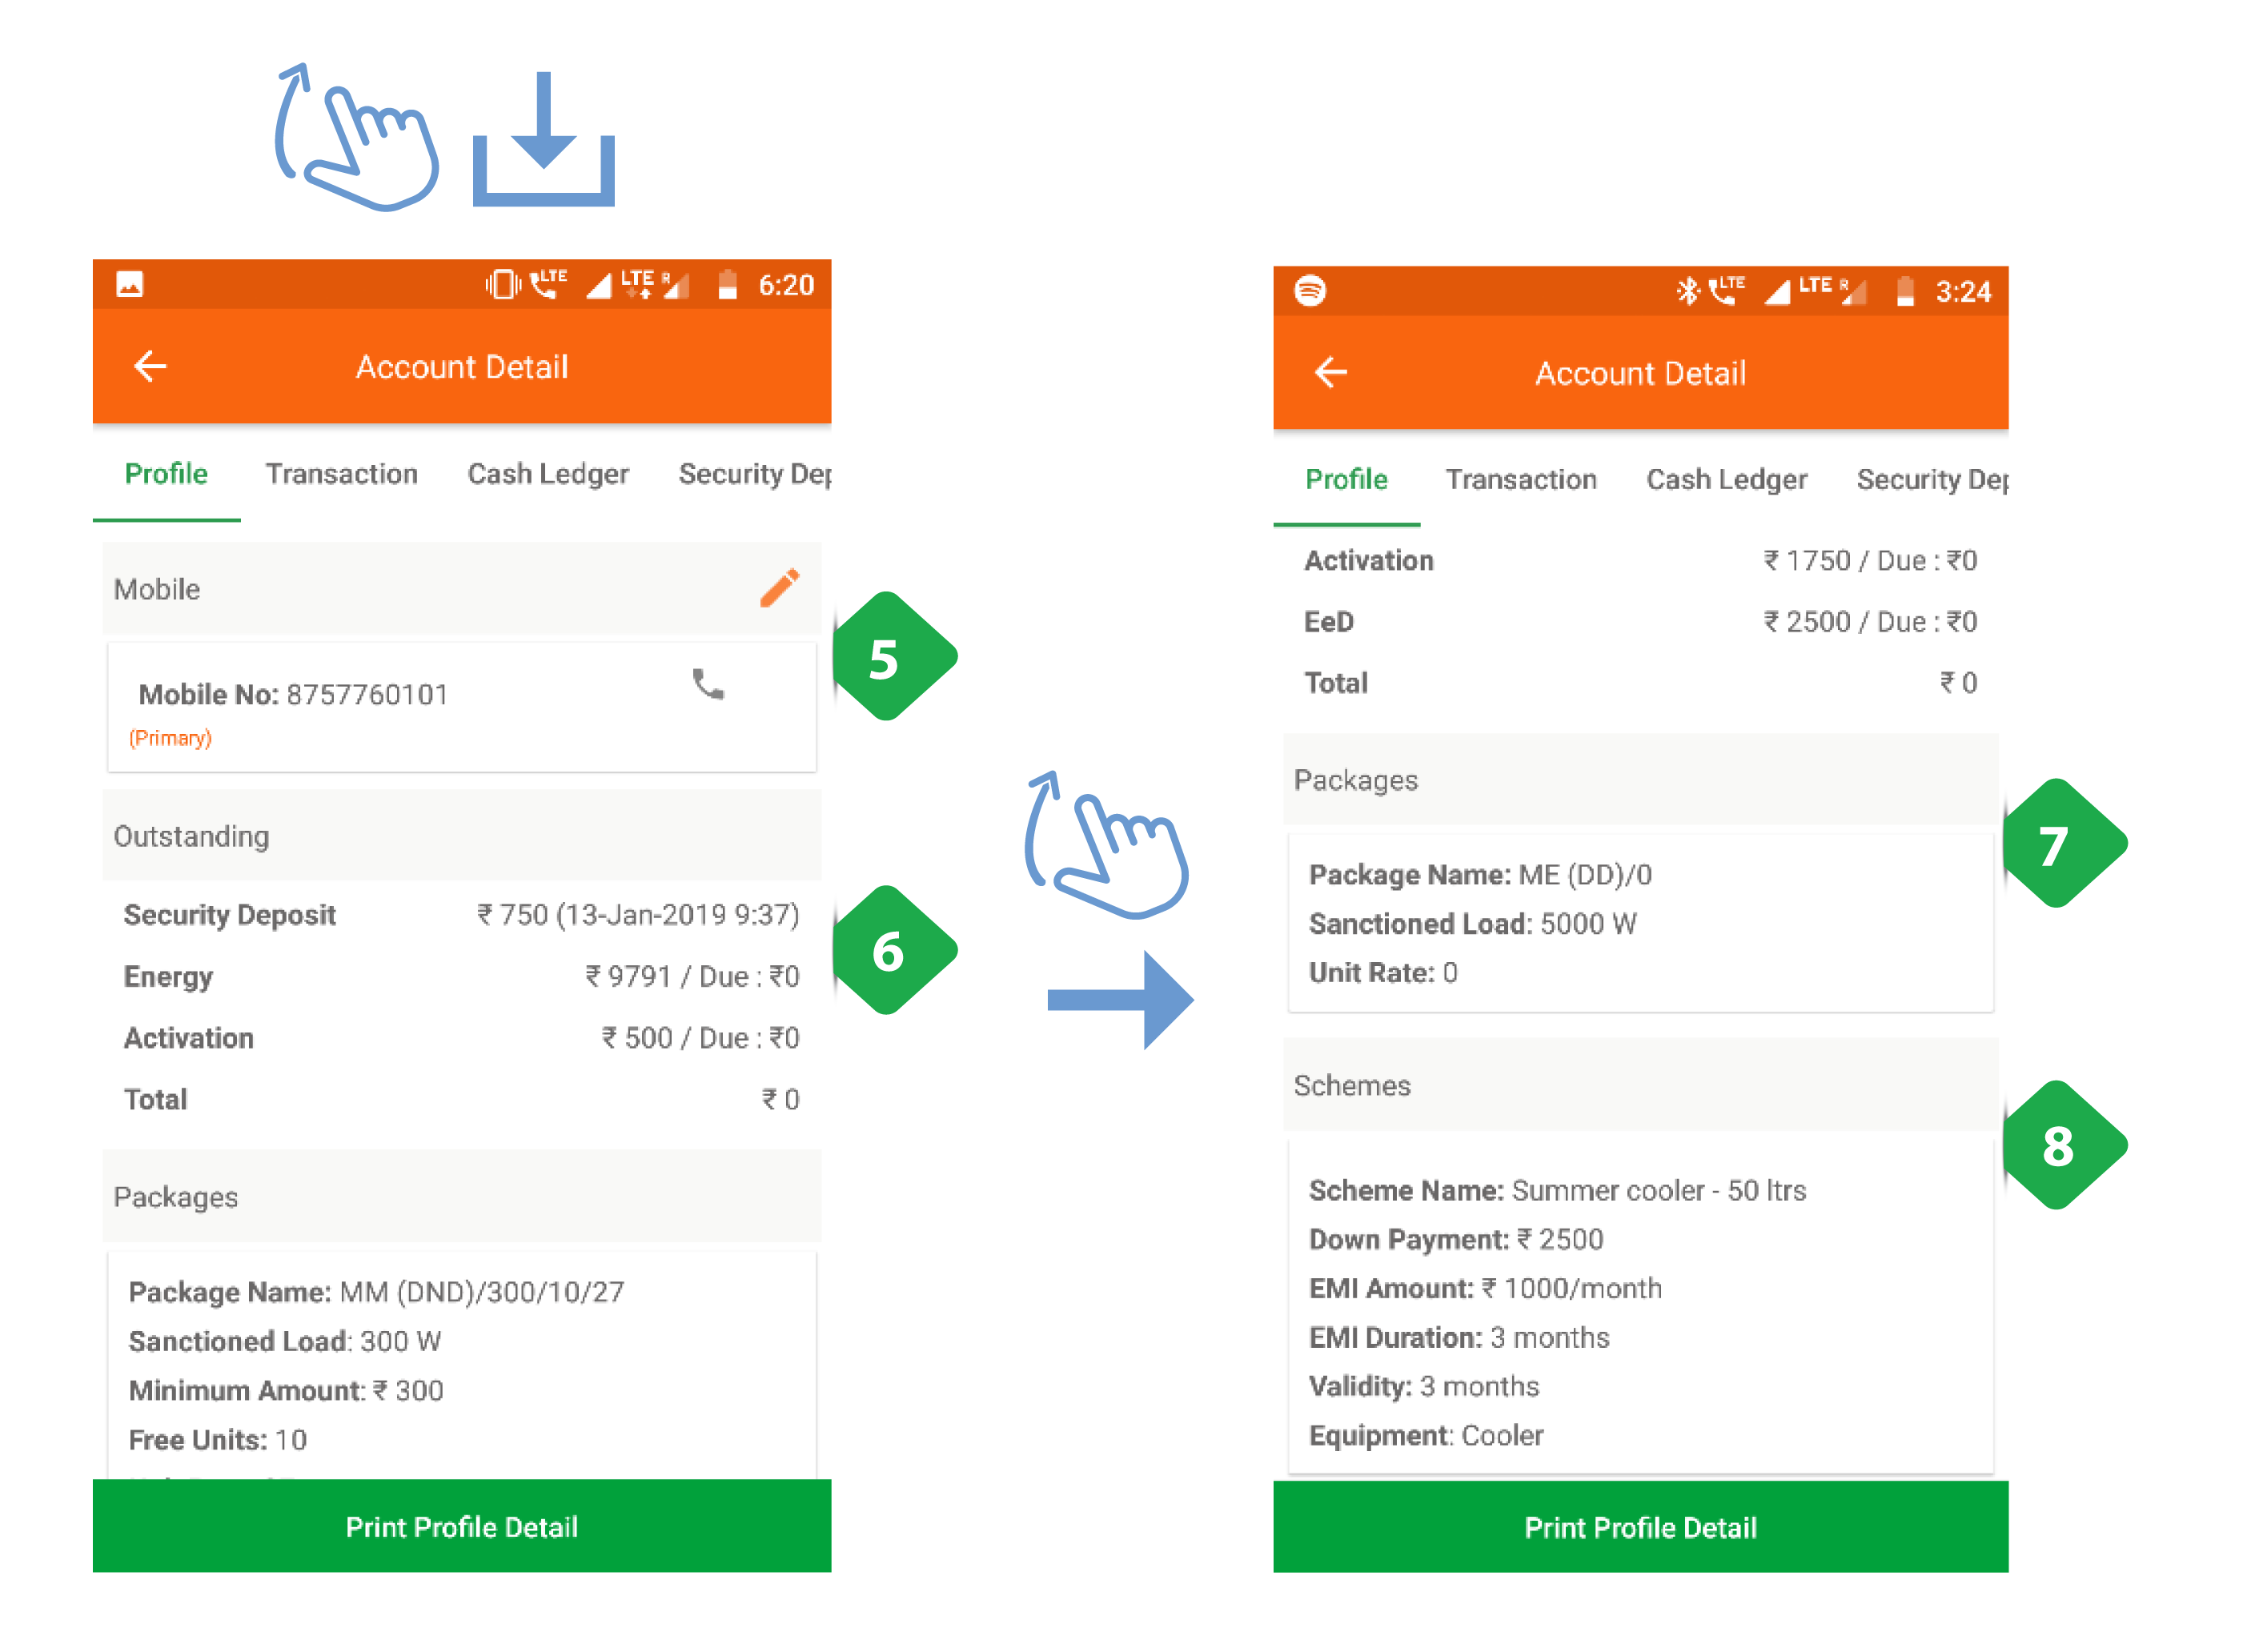 LTE LTE R 6:20
Account Detail
Profile Transaction Cash Ledger Security Dep
Mobile
Mobile No: 8757760101
(Primary)
5
Outstanding
Security Deposit ₹ 750 (13-Jan-2019 9:37)
6
Energy ₹ 9791 / Due : ₹0
Activation ₹ 500 / Due : ₹0
Total ₹ 0
Packages
Package Name: MM (DND)/300/10/27
Sanctioned Load: 300 W
Minimum Amount: ₹ 300
Free Units: 10
Print Profile Detail
LTE LTE R 3:24
Account Detail
Profile Transaction Cash Ledger Security Dep
Activation ₹ 1750 / Due : ₹0
EeD ₹ 2500 / Due : ₹0
Total ₹ 0
Packages
7
Package Name: ME (DD)/0
Sanctioned Load: 5000 W
Unit Rate: 0
Schemes
8
Scheme Name: Summer cooler - 50 ltrs
Down Payment: ₹ 2500
EMI Amount: ₹ 1000/month
EMI Duration: 3 months
Validity: 3 months
Equipment: Cooler
Print Profile Detail